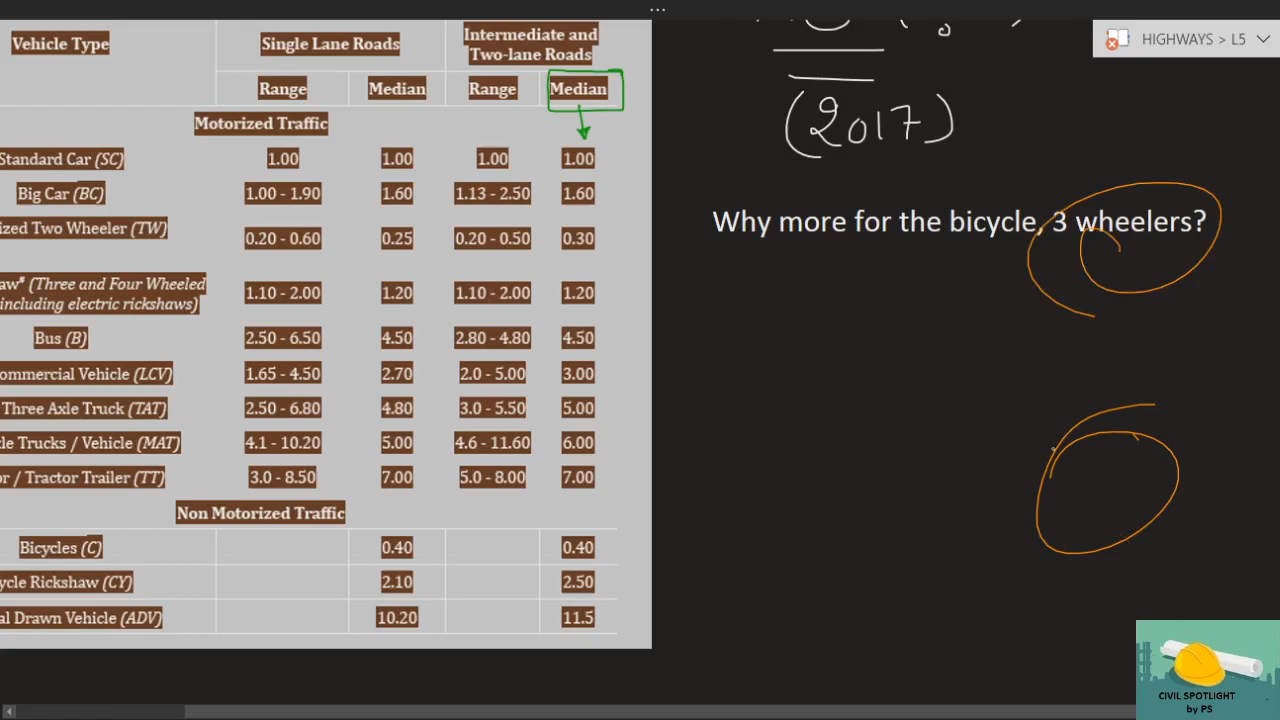 HIGHWAYS > L5
Vehicle Type
Single Lane Roads
Intermediate and
Two-lane Roads
Range Median Range Median
Motorized Traffic
Standard Car (SC) 1.00 1.00 1.00 1.00
Big Car (BC) 1.00 - 1.90 1.60 1.13 - 2.50 1.60
ized Two Wheeler (TW) 0.20 - 0.60 0.25 0.20 - 0.50 0.30
aw# (Three and Four Wheeled
including electric rickshaws) 1.10 - 2.00 1.20 1.10 - 2.00 1.20
Bus (B) 2.50 - 6.50 4.50 2.80 - 4.80 4.50
ommercial Vehicle (LCV) 1.65 - 4.50 2.70 2.0 - 5.00 3.00
Three Axle Truck (TAT) 2.50 - 6.80 4.80 3.0 - 5.50 5.00
le Trucks / Vehicle (MAT) 4.1 - 10.20 5.00 4.6 - 11.60 6.00
or / Tractor Trailer (TT) 3.0 - 8.50 7.00 5.0 - 8.00 7.00
Non Motorized Traffic
Bicycles (C) 0.40 0.40
ycle Rickshaw (CY) 2.10 2.50
al Drawn Vehicle (ADV) 10.20 11.5
(2017)
Why more for the bicycle, 3 wheelers?
CIVIL SPOTLIGHT
by PS